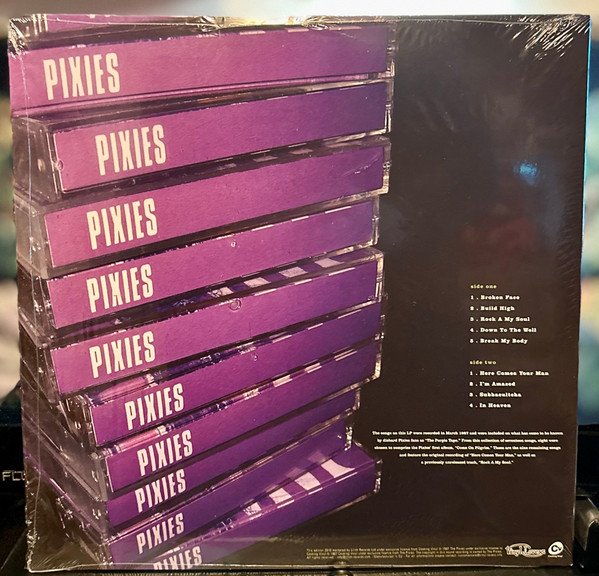 PIXIES
PIXIES
PIXIES
PIXIES
PIXIES
PIXIES
PIXIES
PIXIES
PIXIES
PIXIES
side one
1 . Broken Face
2 . Build High
3 . Rock A My Soul
4 . Down To The Well
5 . Break My Body
side two
1 . Here Comes Your Man
2 . I'm Amazed
3 . Subbacultcha
4 . In Heaven
The songs on this LP were recorded in March 1987 and were included on what has come to be known
by diehard Pixies fans as "The Purple Tape." From this collection of seventeen songs, eight were
chosen to comprise the Pixies' first album, "Come On Pilgrim." These are the nine remaining songs
and feature the original recording of "Here Comes Your Man," as well as
a previously unreleased track, "Rock A My Soul."
Vinyl Lovers